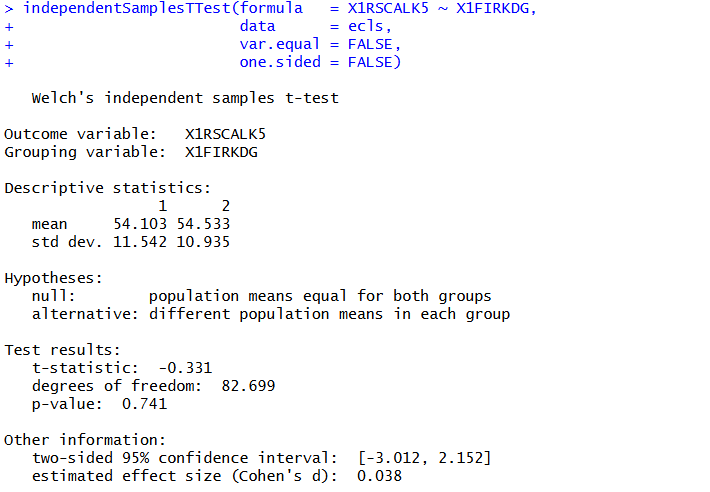 > independentSamplesTTest(formula   = X1RSCALK5 ~ X1FIRKDG,
+                         data      = ecls,
+                         var.equal = FALSE,
+                         one.sided = FALSE)
   Welch's independent samples t-test
Outcome variable:   X1RSCALK5
Grouping variable:  X1FIRKDG
Descriptive statistics:
                 1      2
   mean     54.103 54.533
   std dev. 11.542 10.935
Hypotheses:
   null:        population means equal for both groups
   alternative: different population means in each group
Test results:
   t-statistic:  -0.331
   degrees of freedom:  82.699
   p-value:  0.741
Other information:
   two-sided 95% confidence interval:  [-3.012, 2.152]
   estimated effect size (Cohen's d):  0.038